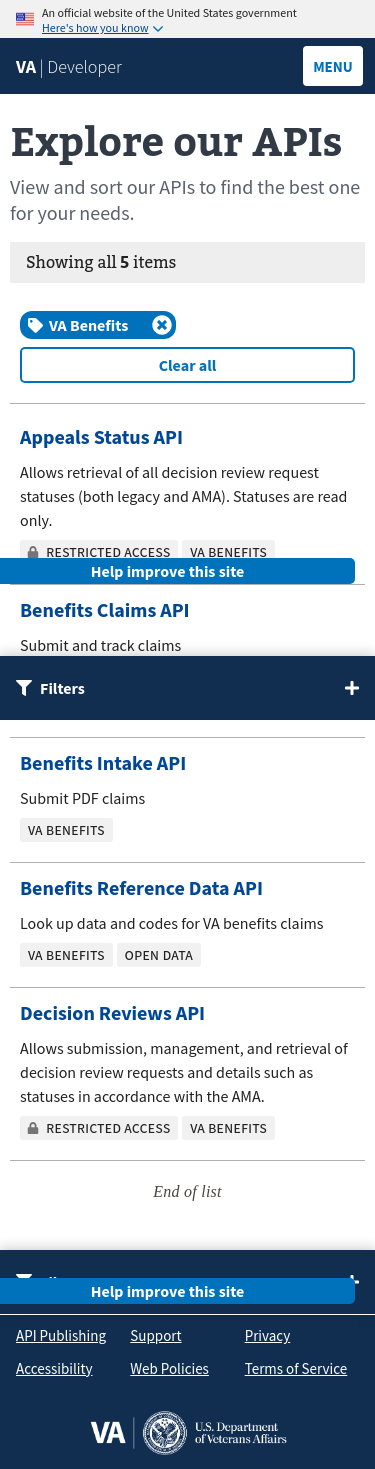 An official website of the United States government
Here's how you know
VA | Developer
MENU
Explore our APIs
View and sort our APIs to find the best one
for your needs.
Showing all 5 items
VA Benefits
Clear all
Appeals Status API
Allows retrieval of all decision review request
statuses (both legacy and AMA). Statuses are read
only.
RESTRICTED ACCESS VA BENEFITS
Help improve this site
Benefits Claims API
Submit and track claims
Filters
Benefits Intake API
Submit PDF claims
VA BENEFITS
Benefits Reference Data API
Look up data and codes for VA benefits claims
VA BENEFITS OPEN DATA
Decision Reviews API
Allows submission, management, and retrieval of
decision review requests and details such as
statuses in accordance with the AMA.
RESTRICTED ACCESS VA BENEFITS
End of list
Help improve this site
API Publishing Support Privacy
Accessibility Web Policies Terms of Service
VA
U.S. Department
of Veterans Affairs